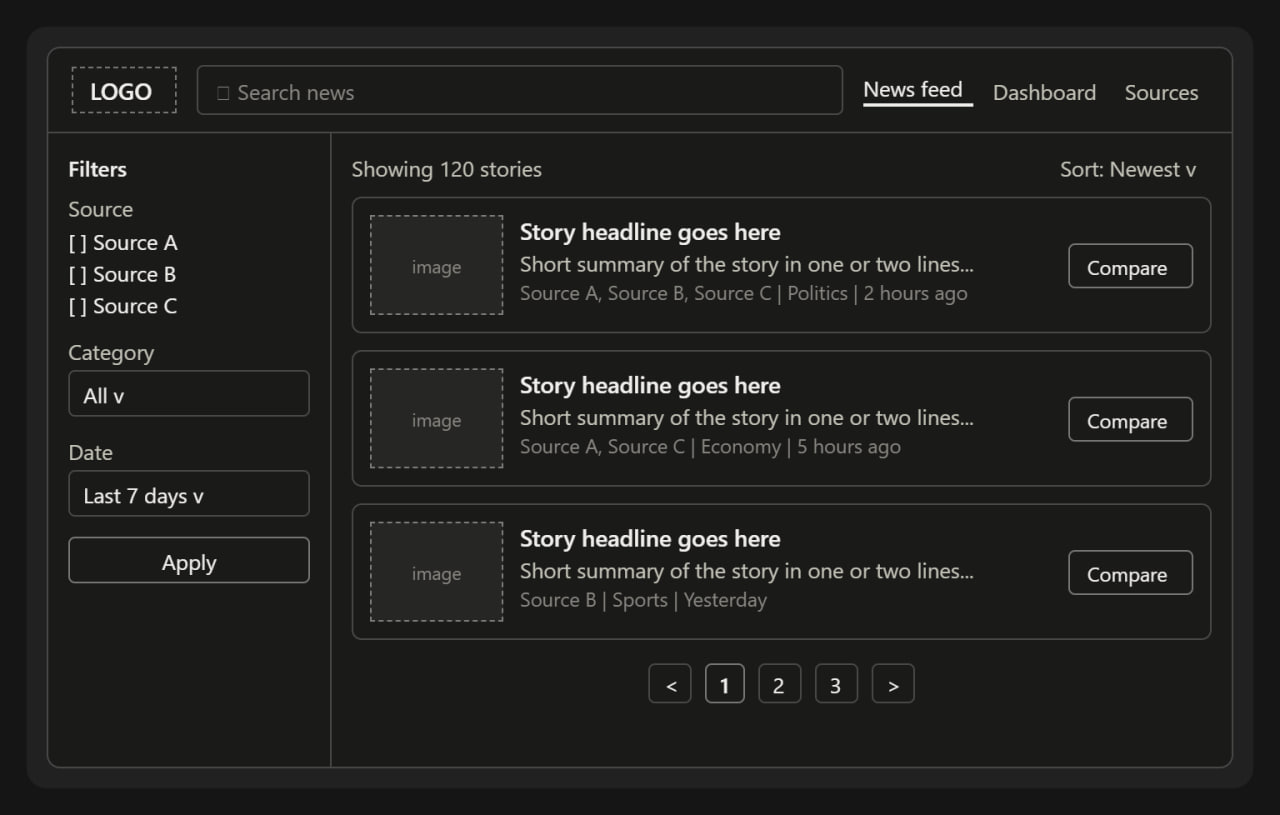 LOGO
Search news
News feed
Dashboard
Sources
Filters
Source
[ ] Source A
[ ] Source B
[ ] Source C
Category
All v
Date
Last 7 days v
Apply
Showing 120 stories
Sort: Newest v
image
Story headline goes here
Short summary of the story in one or two lines...
Source A, Source B, Source C | Politics | 2 hours ago
Compare
image
Story headline goes here
Short summary of the story in one or two lines...
Source A, Source C | Economy | 5 hours ago
Compare
image
Story headline goes here
Short summary of the story in one or two lines...
Source B | Sports | Yesterday
Compare
< 1 2 3 >